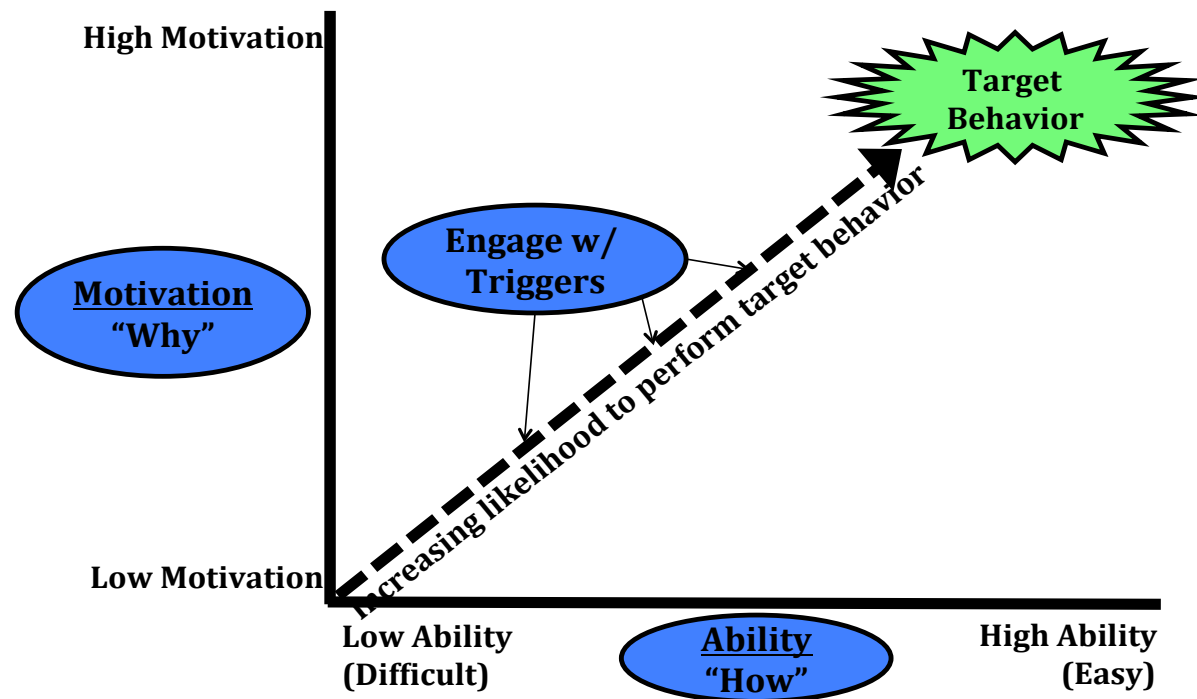 High Motivation
Target
Behavior
Engage w/
Triggers
Motivation
“Why”
Increasing likelihood to perform target behavior
Low Motivation
Low Ability
(Difficult)
Ability
“How”
High Ability
(Easy)